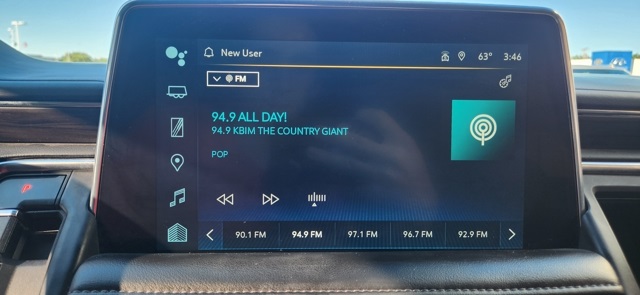 New User
63° 3:46
FM
94.9 ALL DAY!
94.9 KBIM THE COUNTRY GIANT
POP
90.1 FM 94.9 FM 97.1 FM 96.7 FM 92.9 FM
P